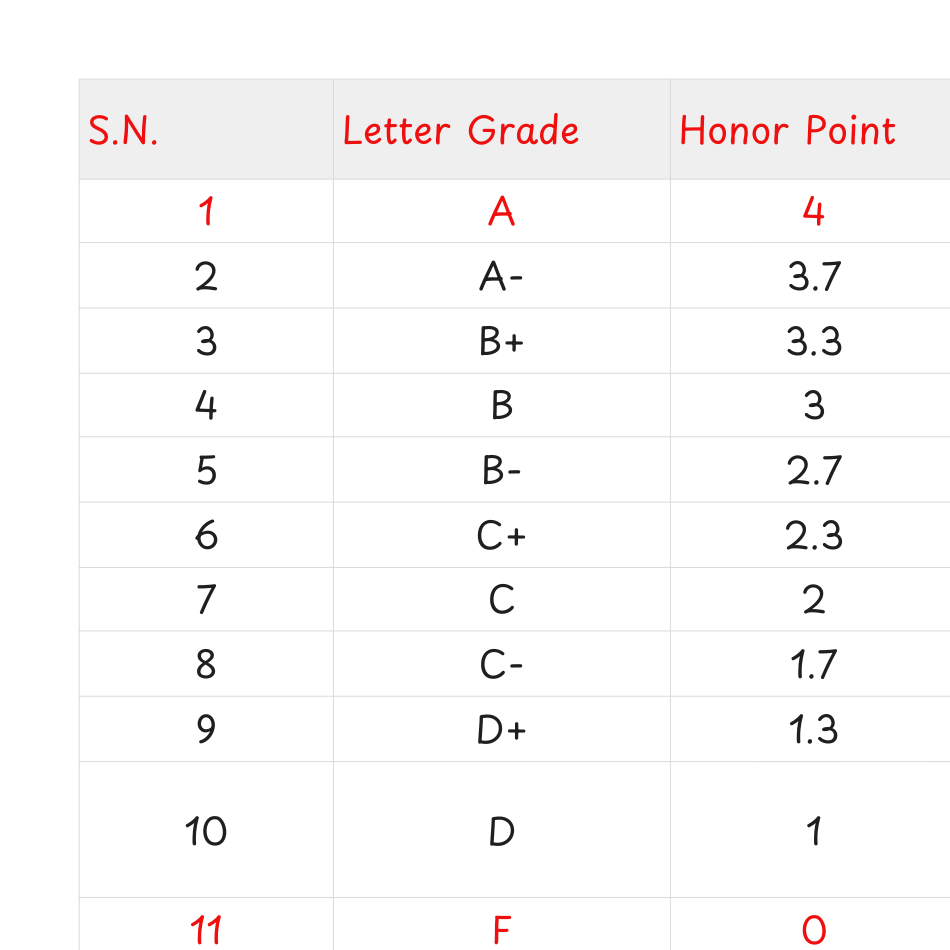 S.N. Letter Grade Honor Point
1 A 4
2 A- 3.7
3 B+ 3.3
4 B 3
5 B- 2.7
6 C+ 2.3
7 C 2
8 C- 1.7
9 D+ 1.3
10 D 1
11 F 0